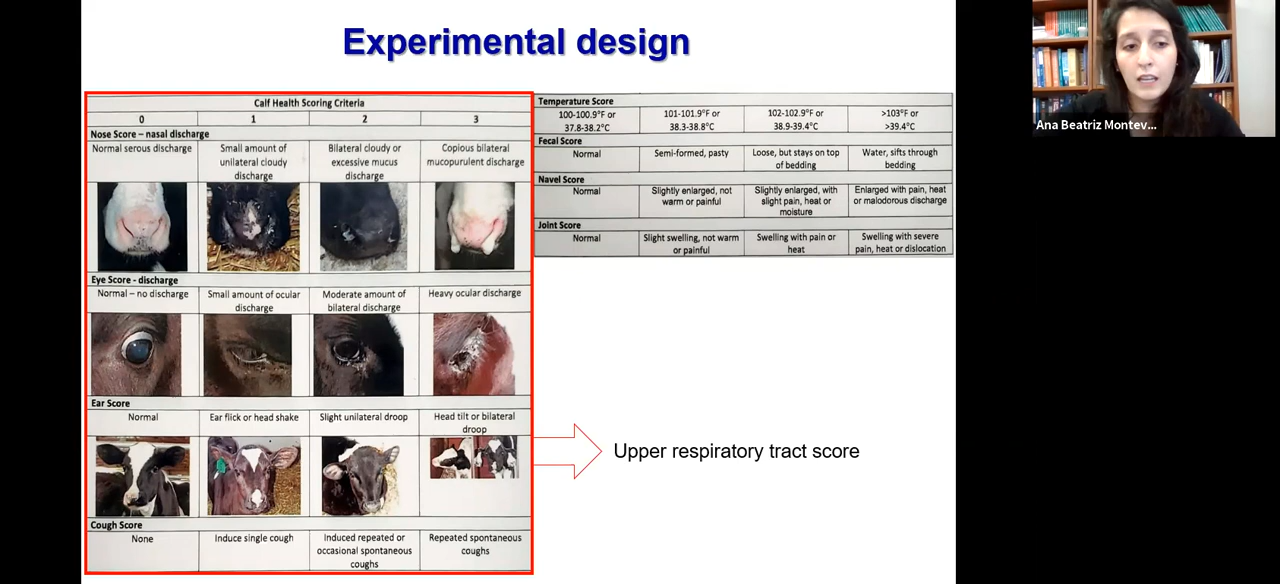 Experimental design
Calf Health Scoring Criteria
0 1 2 3
Nose Score – nasal discharge
Normal serous discharge
Small amount of
unilateral cloudy
discharge
Bilateral cloudy or
excessive mucus
discharge
Copious bilateral
mucopurulent discharge
Eye Score - discharge
Normal – no discharge
Small amount of ocular
discharge
Moderate amount of
bilateral discharge
Heavy ocular discharge
Ear Score
Normal
Ear flick or head shake
Slight unilateral droop
Head tilt or bilateral
droop
Cough Score
None
Induce single cough
Induced repeated or
occasional spontaneous
coughs
Repeated spontaneous
coughs
Temperature Score
100-100.9°F or
37.8-38.2°C
101-101.9°F or
38.3-38.8°C
102-102.9°F or
38.9-39.4°C
>103°F or
>39.4°C
Fecal Score
Normal
Semi-formed, pasty
Loose, but stays on top
of bedding
Water, sifts through
bedding
Navel Score
Normal
Slightly enlarged, not
warm or painful
Slightly enlarged, with
slight pain, heat or
moisture
Enlarged with pain, heat
or malodorous discharge
Joint Score
Normal
Slight swelling, not warm
or painful
Swelling with pain or
heat
Swelling with severe
pain, heat or dislocation
Upper respiratory tract score
Ana Beatriz Montev...